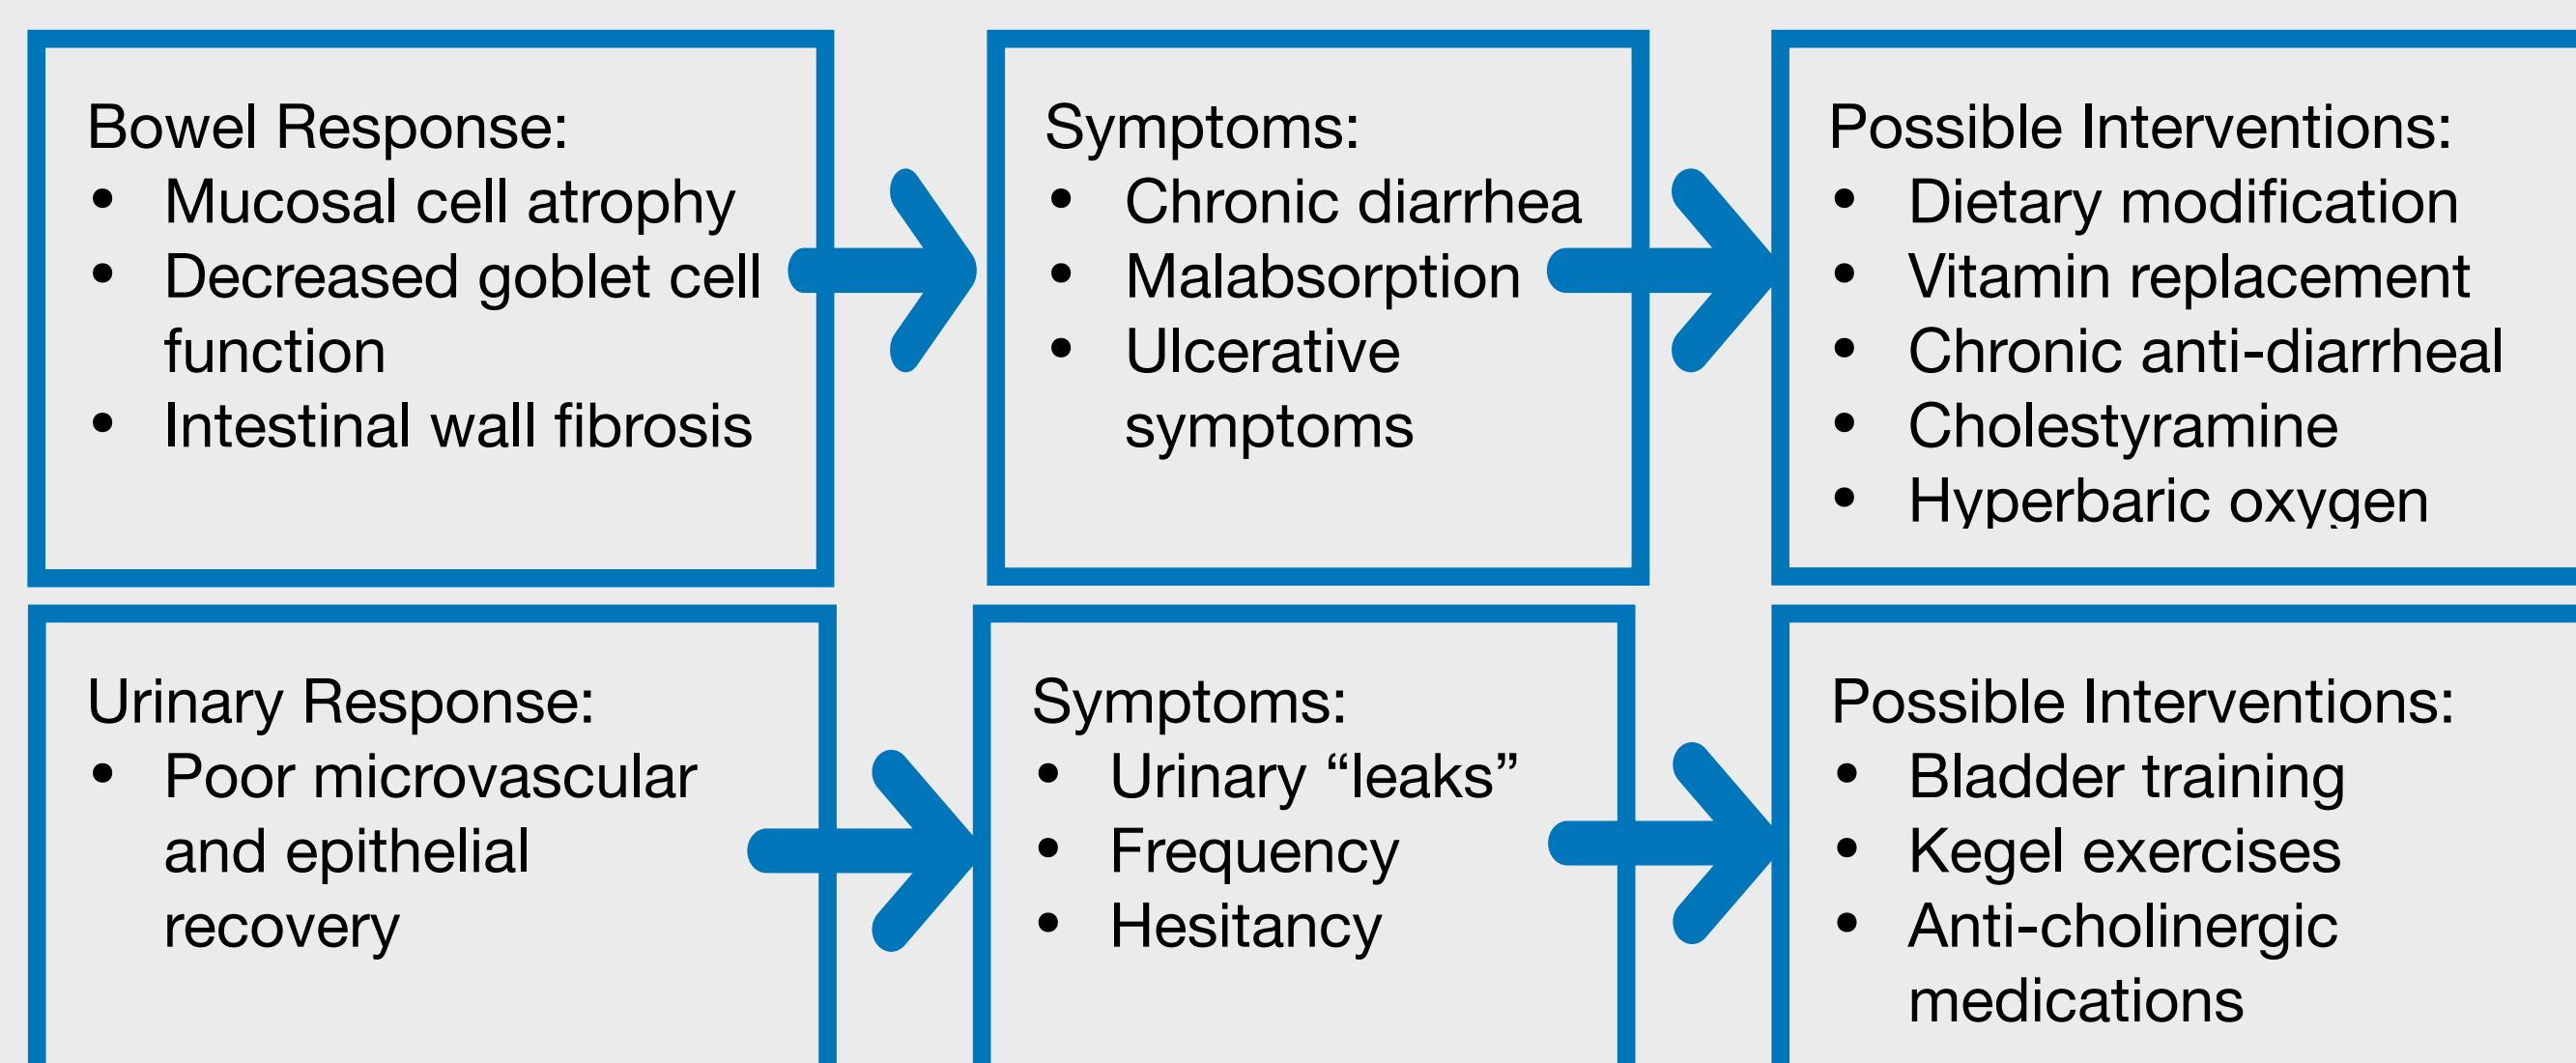 Bowel Response:
• Mucosal cell atrophy
• Decreased goblet cell
function
• Intestinal wall fibrosis
Symptoms:
• Chronic diarrhea
• Malabsorption
• Ulcerative
symptoms
Possible Interventions:
• Dietary modification
• Vitamin replacement
• Chronic anti-diarrheal
• Cholestyramine
• Hyperbaric oxygen
Urinary Response:
• Poor microvascular
and epithelial
recovery
Symptoms:
• Urinary “leaks”
• Frequency
• Hesitancy
Possible Interventions:
• Bladder training
• Kegel exercises
• Anti-cholinergic
medications